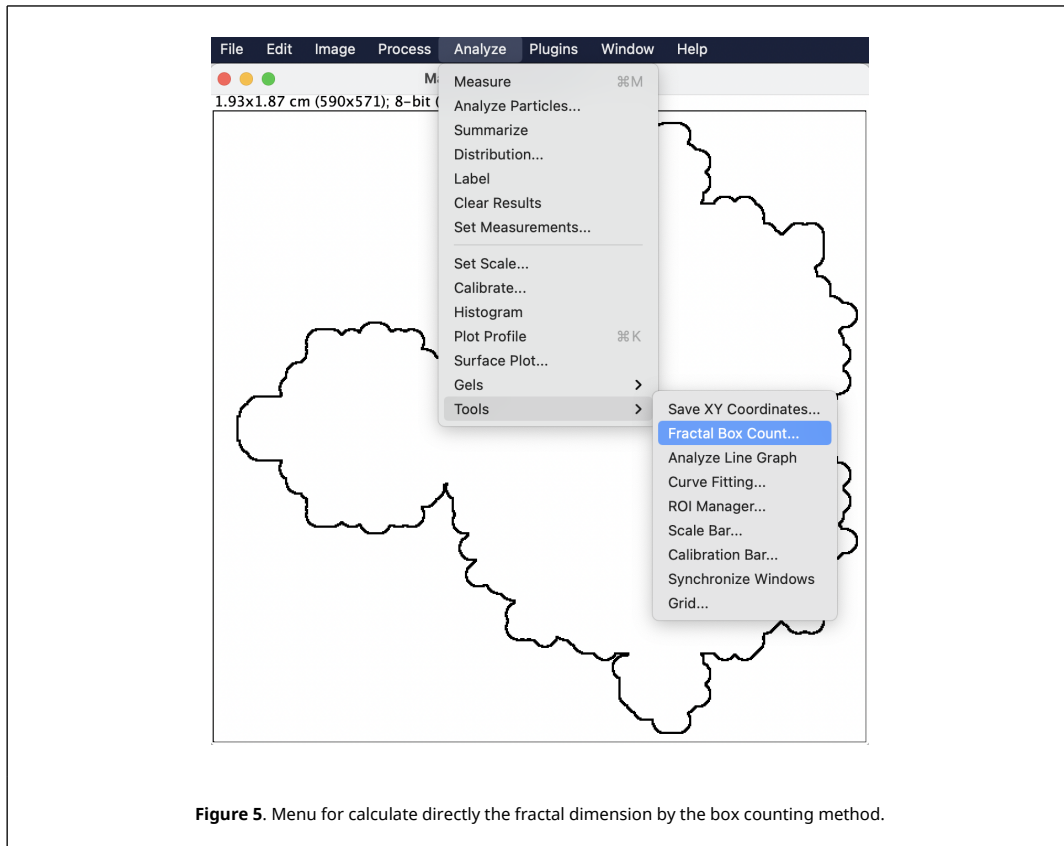 File Edit Image Process Analyze Plugins Window Help
1.93x1.87 cm (590x571); 8-bit (
Measure ⌘M
Analyze Particles...
Summarize
Distribution...
Label
Clear Results
Set Measurements...
Set Scale...
Calibrate...
Histogram
Plot Profile ⌘K
Surface Plot...
Gels
Tools
Save XY Coordinates...
Fractal Box Count...
Analyze Line Graph
Curve Fitting...
ROI Manager...
Scale Bar...
Calibration Bar...
Synchronize Windows
Grid...
Figure 5. Menu for calculate directly the fractal dimension by the box counting method.